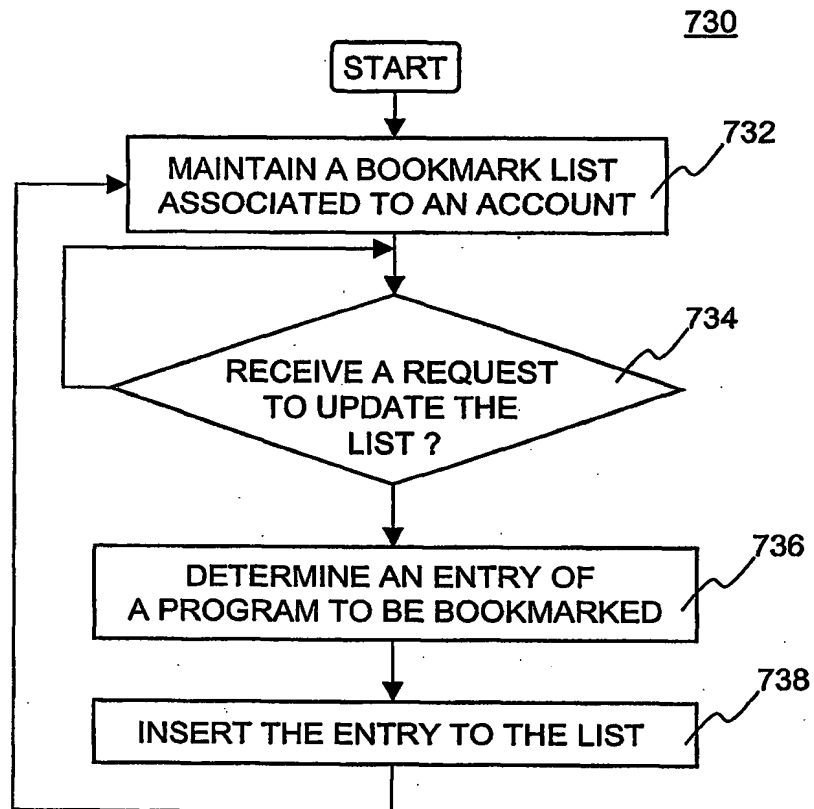 730
START
732
MAINTAIN A BOOKMARK LIST
ASSOCIATED TO AN ACCOUNT
734
RECEIVE A REQUEST
TO UPDATE THE
LIST ?
736
DETERMINE AN ENTRY OF
A PROGRAM TO BE BOOKMARKED
738
INSERT THE ENTRY TO THE LIST